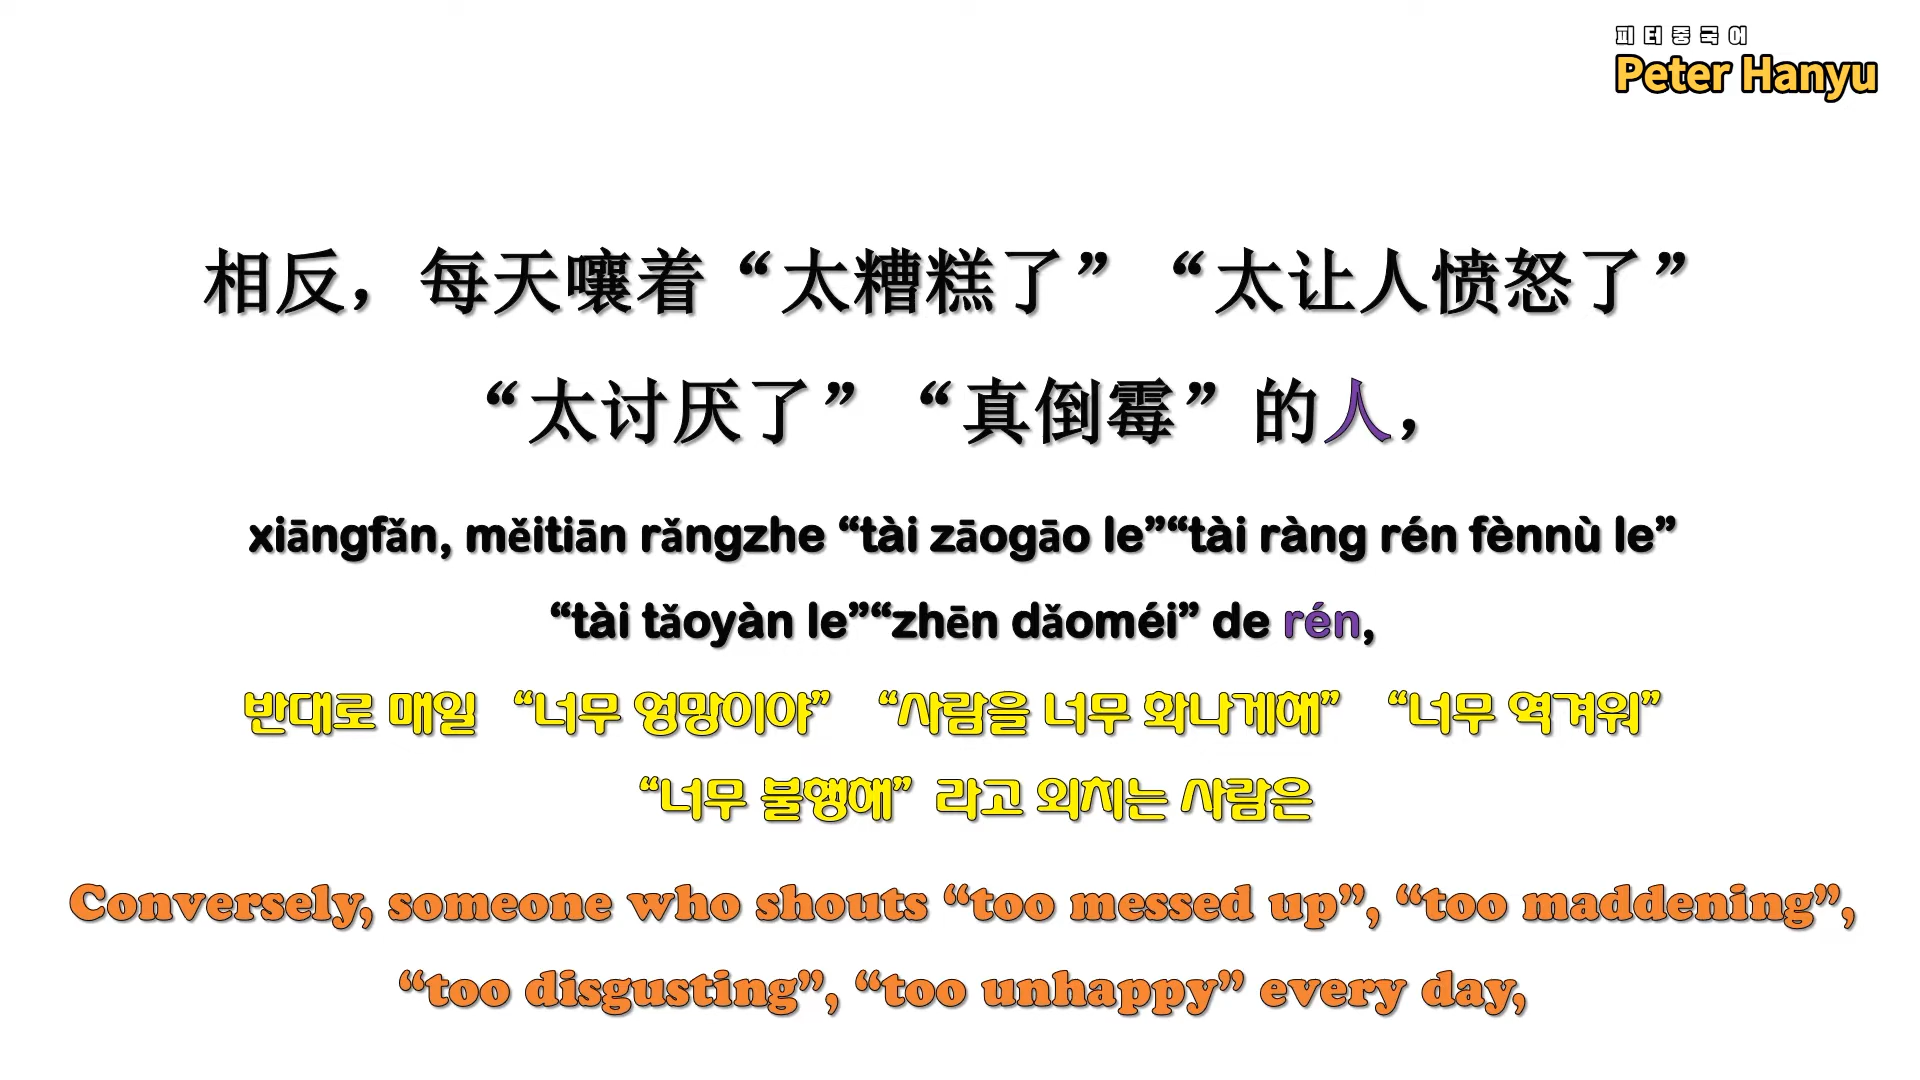 피터중국어
Peter Hanyu
相反，每天嚷着“太糟糕了”“太让人愤怒了”
“太讨厌了”“真倒霉”的人，
xiāngfǎn, měitiān rǎngzhe “tài zāogāo le”“tài ràng rén fènnù le”
“tài tǎoyàn le”“zhēn dǎoméi” de rén,
반대로 매일 “너무 엉망이야” “사람을 너무 화나게해” “너무 역겨워”
“너무 불행해” 라고 외치는 사람은
Conversely, someone who shouts “too messed up”, “too maddening”,
“too disgusting”, “too unhappy” every day,